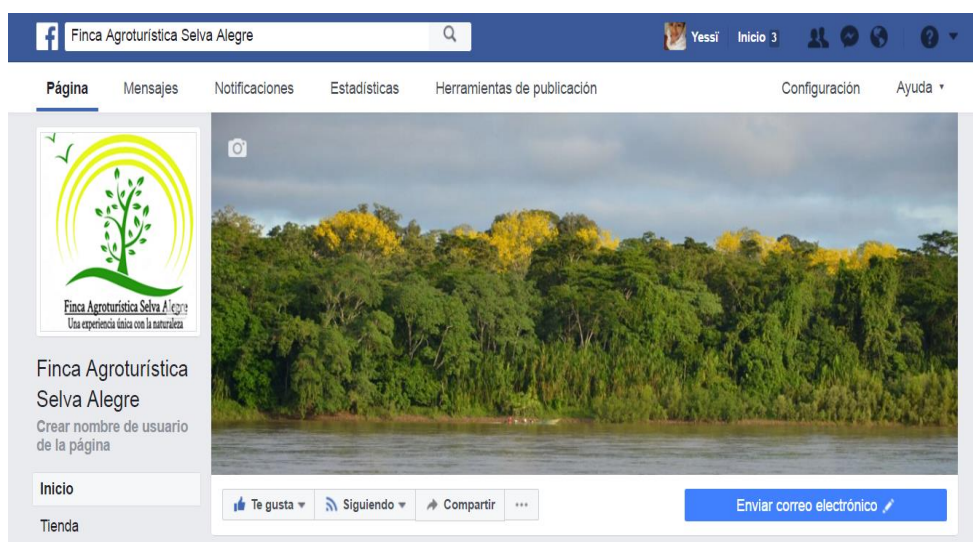 Finca Agroturística Selva Alegre
Yessi
Inicio 3
Página
Mensajes
Notificaciones
Estadísticas
Herramientas de publicación
Configuración
Ayuda
Finca Agroturística Selva Alegre
Una experiencia única con la naturaleza
Finca Agroturística
Selva Alegre
Crear nombre de usuario
de la página
Inicio
Tienda
Te gusta
Siguiendo
Compartir
Enviar correo electrónico